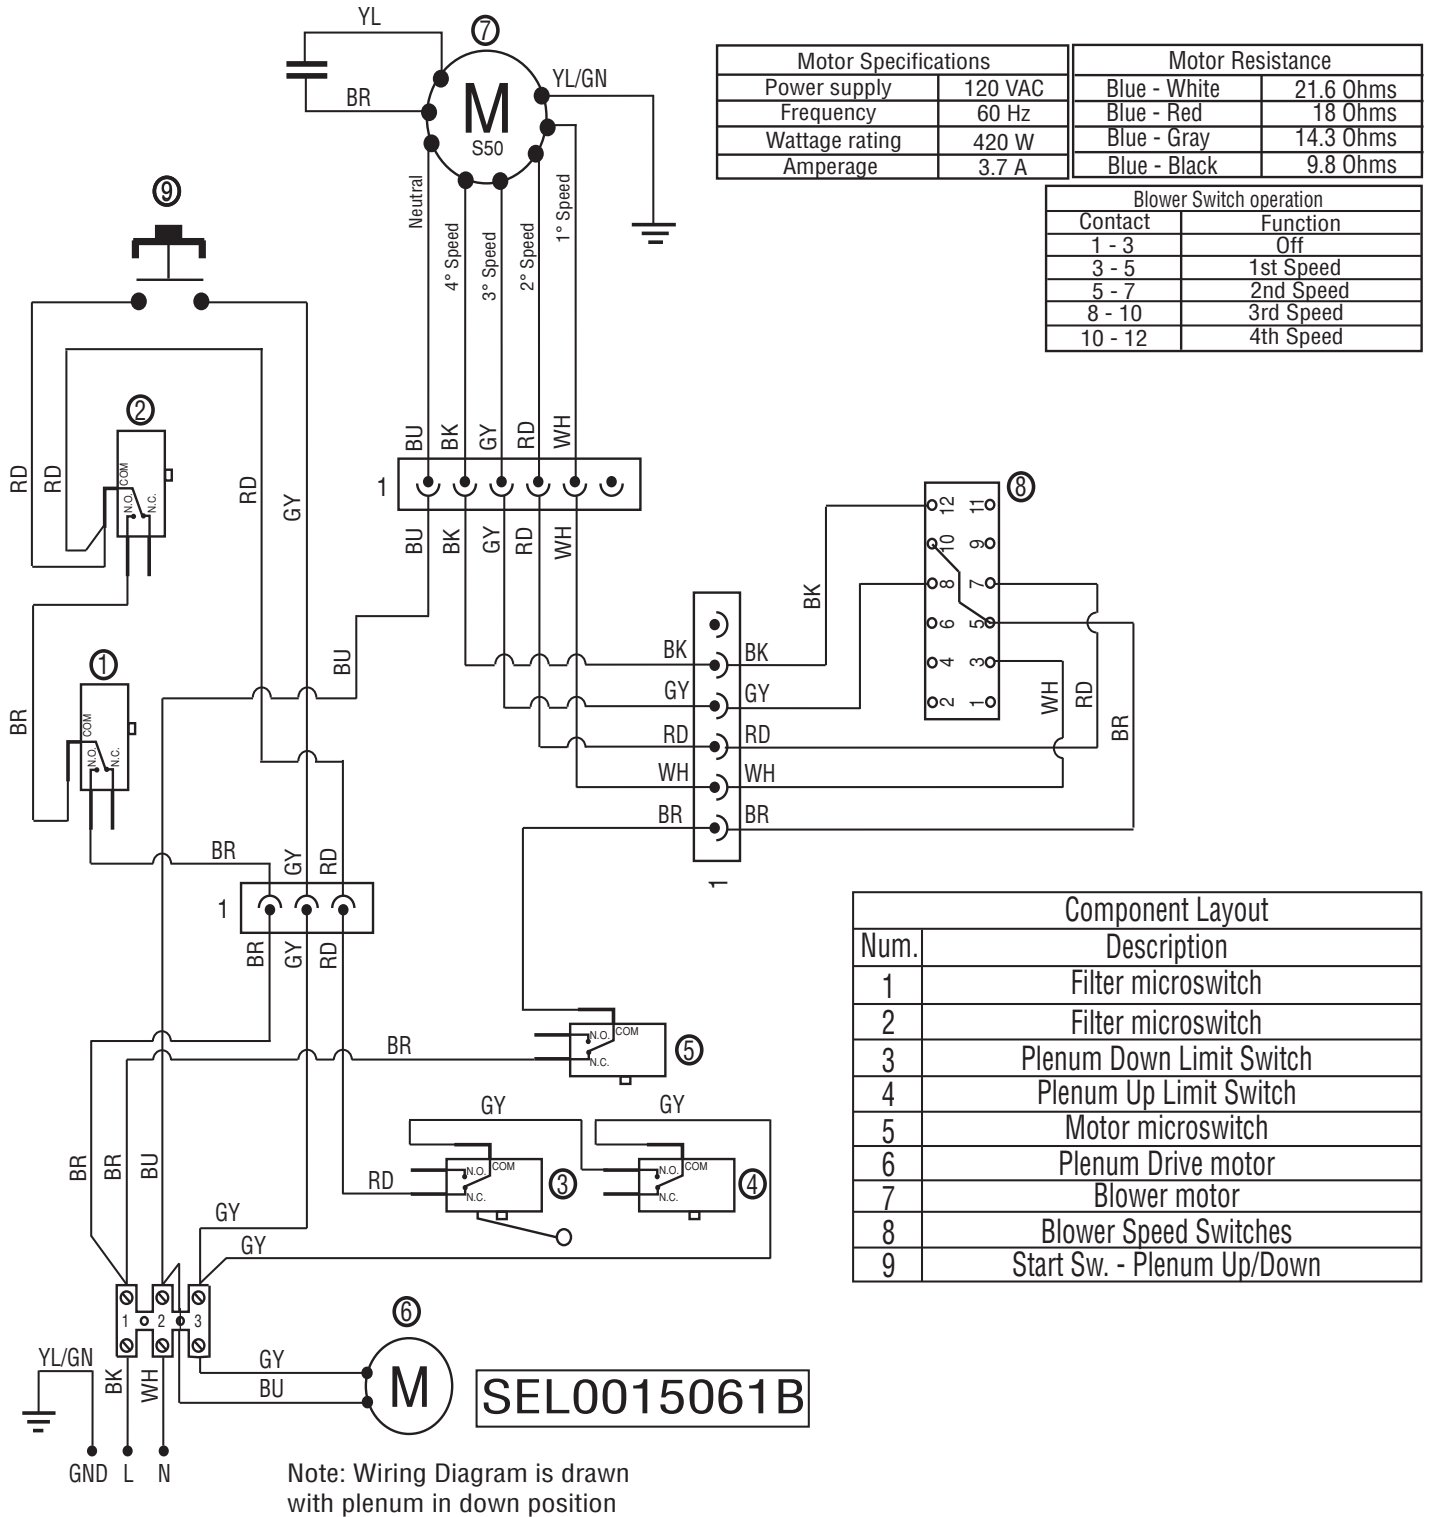 YL
7
BR
M
S50
YL/GN
Motor Specifications
Power supply 120 VAC
Frequency 60 Hz
Wattage rating 420 W
Amperage 3.7 A
Motor Resistance
Blue - White 21.6 Ohms
Blue - Red 18 Ohms
Blue - Gray 14.3 Ohms
Blue - Black 9.8 Ohms
Blower Switch operation
Contact Function
1 - 3 Off
3 - 5 1st Speed
5 - 7 2nd Speed
8 - 10 3rd Speed
10 - 12 4th Speed
Neutral
4° Speed
3° Speed
2° Speed
1° Speed
9
2
RD
RD
COM
N.O.
N.C.
RD
GY
BU
BK
GY
RD
WH
1
BU
BK
GY
RD
WH
8
12 11
10 9
8 7
6 5
4 3
2 1
BK
WH
RD
BR
BU
BK BK
GY GY
RD RD
WH WH
BR BR
1
1
COM
N.O.
N.C.
BR
BR
GY
RD
1
BR
GY
RD
N.O.
COM
N.C.
5
BR
GY
GY
N.O.
COM
N.C.
3
N.O.
COM
N.C.
4
RD
BR
BR
BU
GY
GY
1 2 3
6
M
GY
BU
YL/GN
BK
WH
GND L N
SEL0015061B
Component Layout
Num. Description
1 Filter microswitch
2 Filter microswitch
3 Plenum Down Limit Switch
4 Plenum Up Limit Switch
5 Motor microswitch
6 Plenum Drive motor
7 Blower motor
8 Blower Speed Switches
9 Start Sw. - Plenum Up/Down
Note: Wiring Diagram is drawn
with plenum in down position